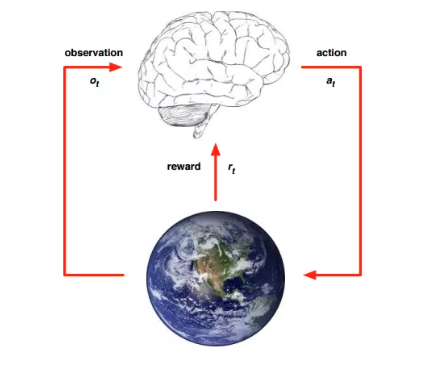 observation
o_t
action
a_t
reward
r_t